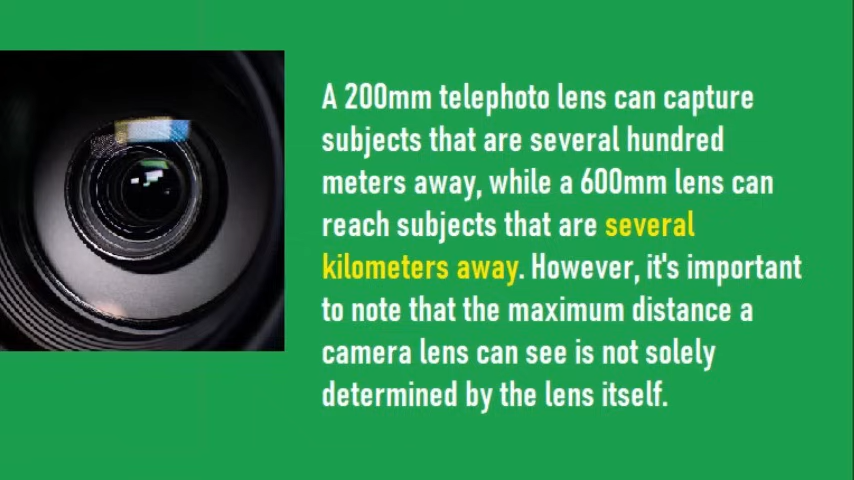 A 200mm telephoto lens can capture
subjects that are several hundred
meters away, while a 600mm lens can
reach subjects that are several
kilometers away. However, it's important
to note that the maximum distance a
camera lens can see is not solely
determined by the lens itself.